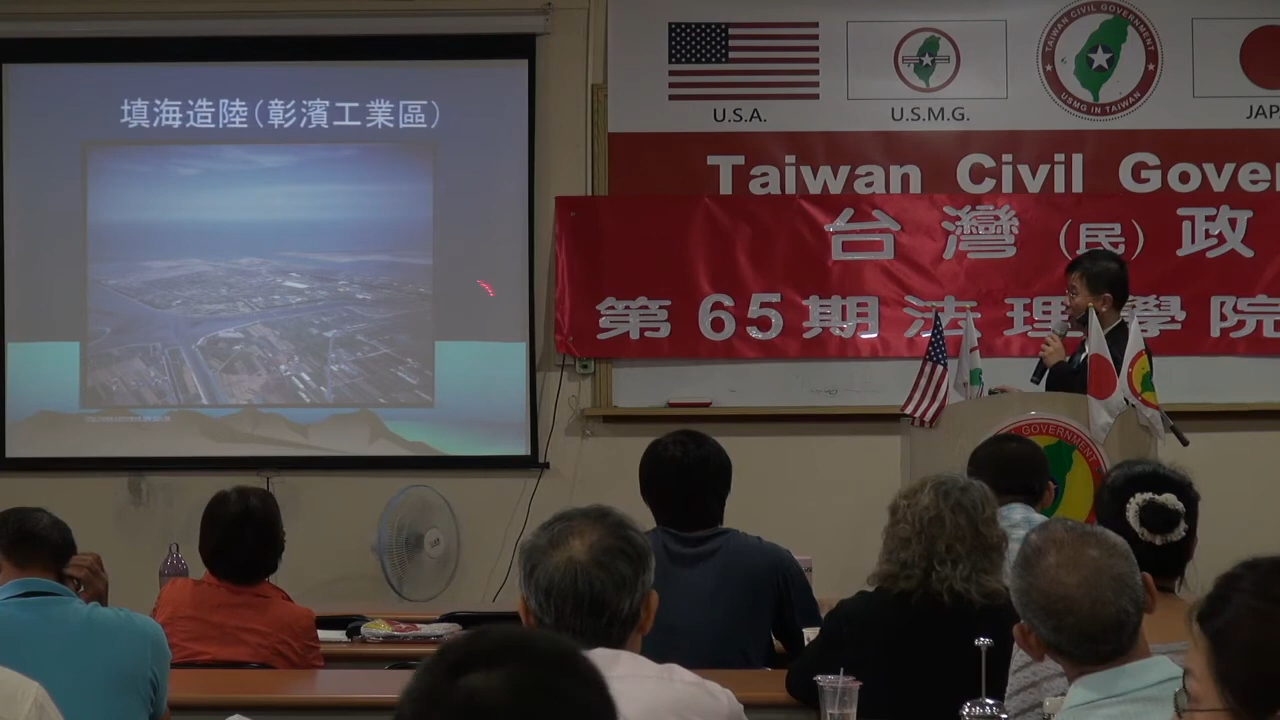 填海造陸(彰濱工業區)
U.S.A.
U.S.M.G.
TAIWAN CIVIL GOVERNMENT
USMG IN TAIWAN
JAP
Taiwan Civil Gover
台灣(民)政
第65期法理學院
GOVERNMENT